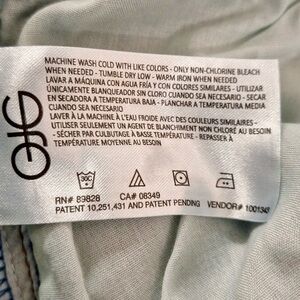 MACHINE WASH COLD WITH LIKE COLORS - ONLY NON-CHLORINE BLEACH
WHEN NEEDED - TUMBLE DRY LOW - WARM IRON WHEN NEEDED
LAVAR A MÁQUINA CON AGUA FRÍA Y CON COLORES SIMILARES - UTILIZAR
ÚNICAMENTE BLANQUEADOR SIN CLORO CUANDO SEA NECESARIO - SECAR
EN SECADORA A TEMPERATURA BAJA - PLANCHAR A TEMPERATURA MEDIA
CUANDO SEA NECESARIO
LAVER À LA MACHINE À L'EAU FROIDE AVEC DES COULEURS SIMILAIRES -
UTILISER SEULEMENT UN AGENT DE BLANCHIMENT NON CHLORÉ AU BESOIN
- SÉCHER PAR CULBUTAGE À BASSE TEMPÉRATURE - REPASSER À
TEMPÉRATURE MOYENNE AU BESOIN
30C
RN# 89828 CA# 08349
PATENT 10,251,431 AND PATENT PENDING VENDOR# 1001343